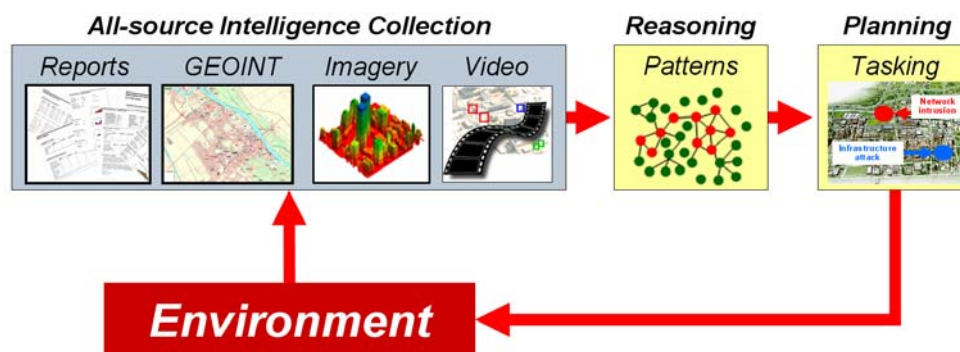 All-source Intelligence Collection
Reasoning
Planning
Reports
GEOINT
Imagery
Video
Patterns
Tasking
Network
intrusion
Infrastructure
attack
Environment